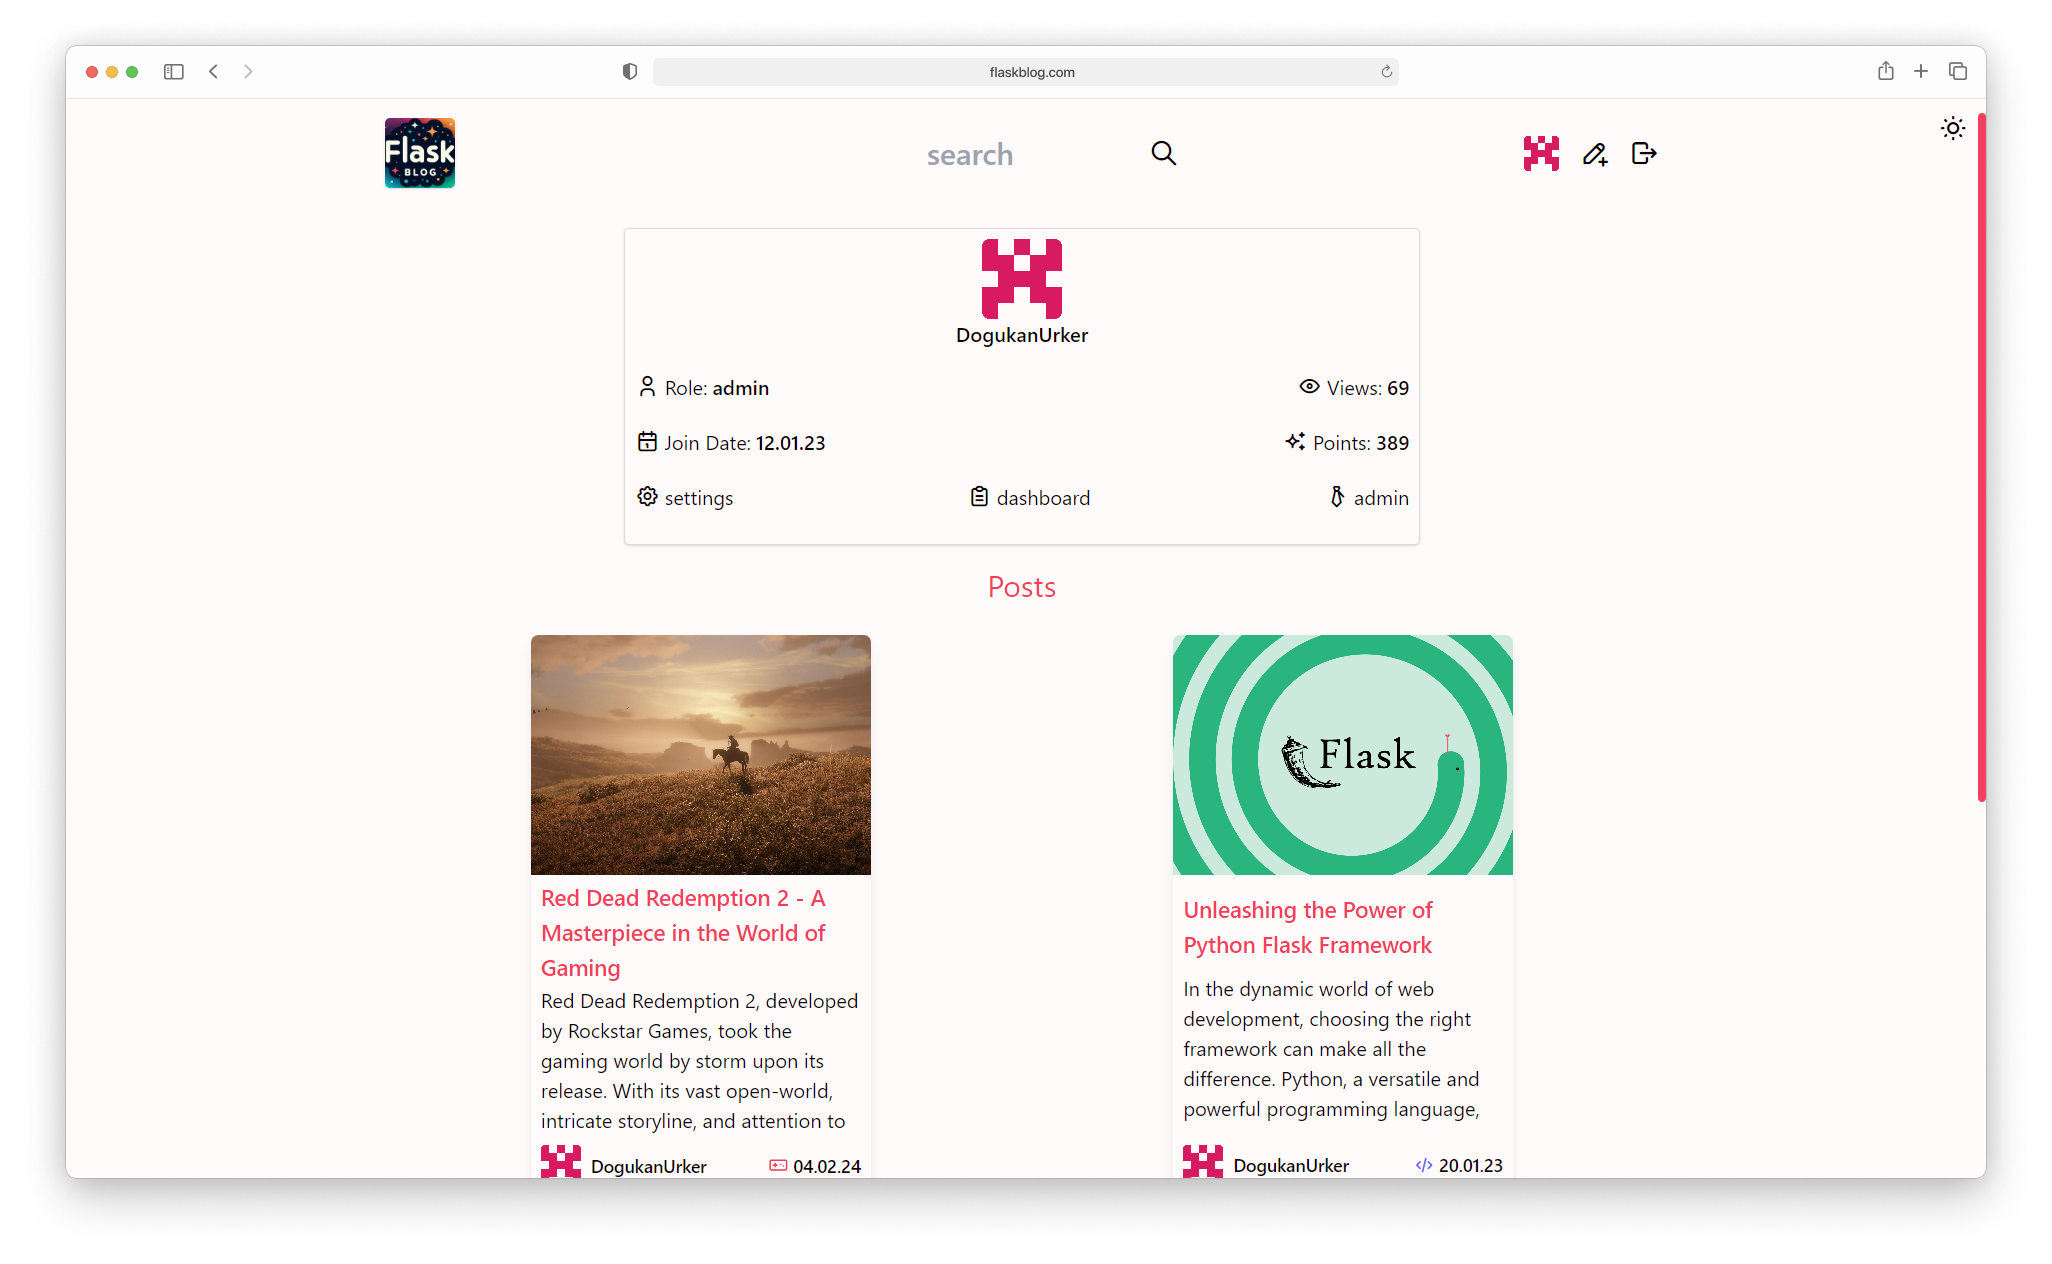 flaskblog.com
Flask
BLOG
search
DogukanUrker
Role: admin
Views: 69
Join Date: 12.01.23
Points: 389
settings
dashboard
admin
Posts
Flask
Red Dead Redemption 2 - A
Masterpiece in the World of
Gaming
Red Dead Redemption 2, developed
by Rockstar Games, took the
gaming world by storm upon its
release. With its vast open-world,
intricate storyline, and attention to
DogukanUrker
04.02.24
Unleashing the Power of
Python Flask Framework
In the dynamic world of web
development, choosing the right
framework can make all the
difference. Python, a versatile and
powerful programming language,
DogukanUrker
20.01.23